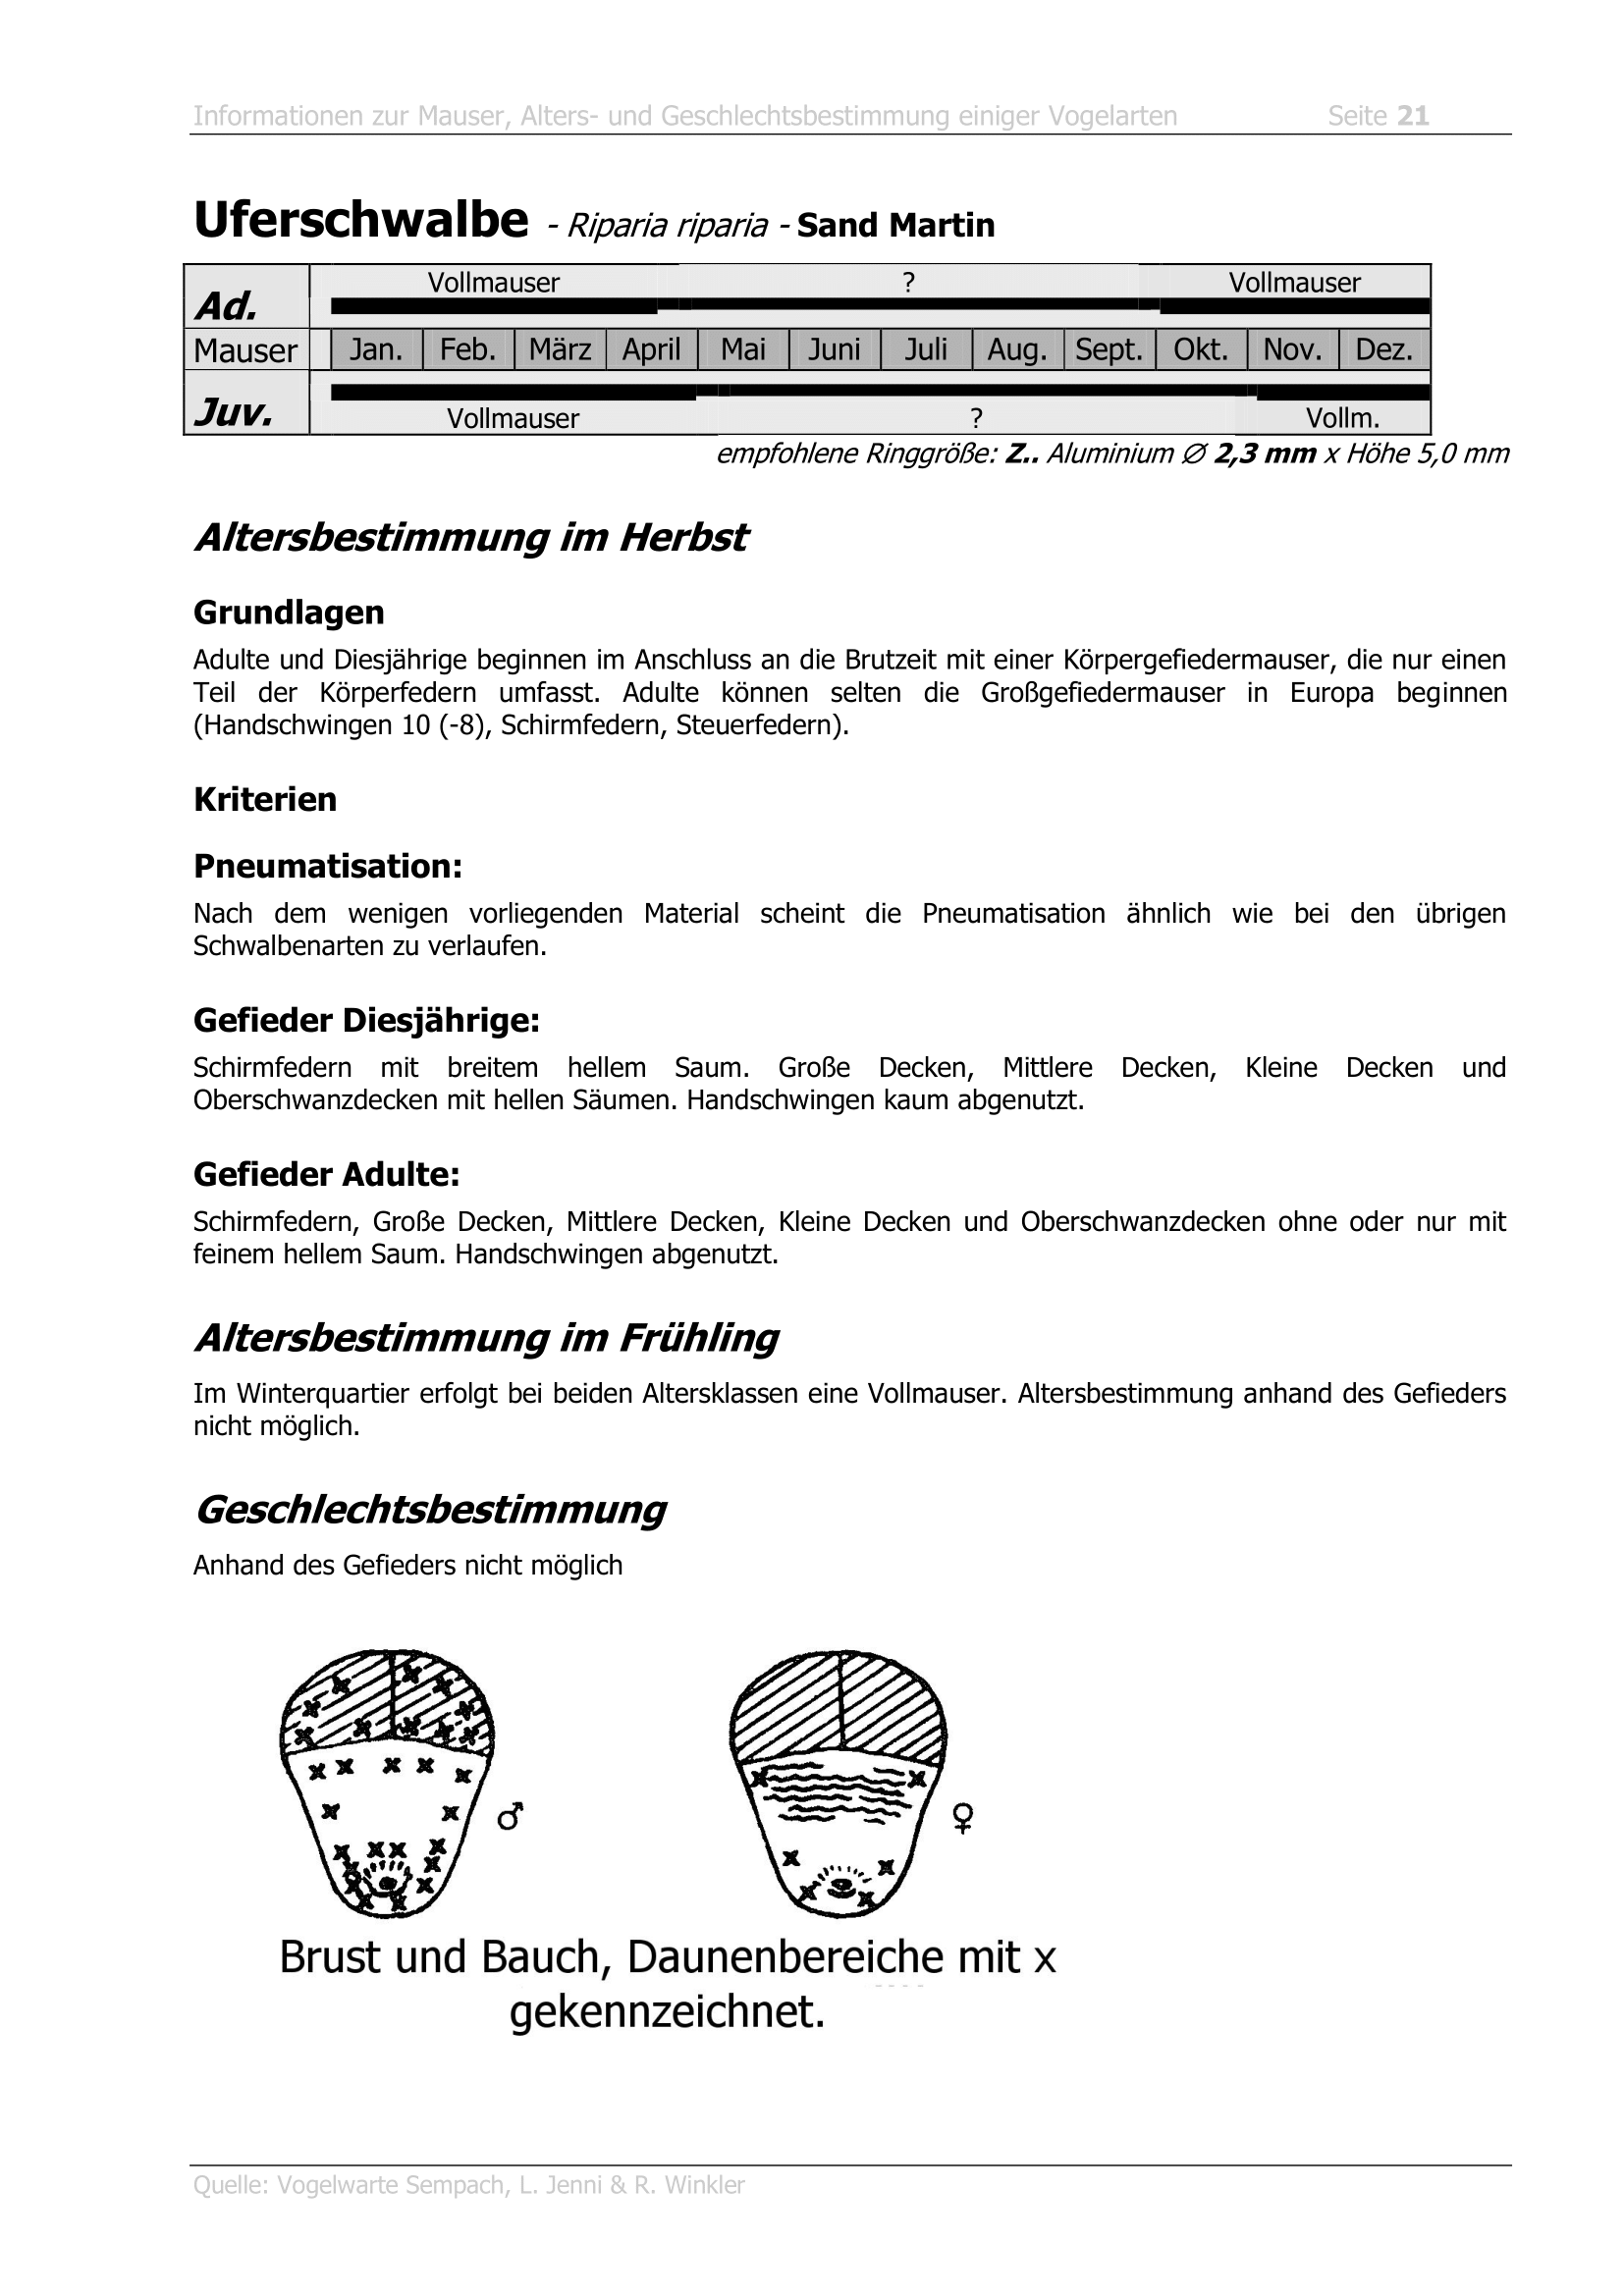 Informationen zur Mauser, Alters- und Geschlechtsbestimmung einiger Vogelarten Seite 21
Uferschwalbe - Riparia riparia - Sand Martin
Vollmauser ? Vollmauser
Ad.
Mauser Jan. Feb. März April Mai Juni Juli Aug. Sept. Okt. Nov. Dez.
Juv.
Vollmauser ? Vollm.
empfohlene Ringgröße: Z.. Aluminium ∅ 2,3 mm x Höhe 5,0 mm
Altersbestimmung im Herbst
Grundlagen
Adulte und Diesjährige beginnen im Anschluss an die Brutzeit mit einer Körpergefiedermauser, die nur einen
Teil der Körperfedern umfasst. Adulte können selten die Großgefiedermauser in Europa beginnen
(Handschwingen 10 (-8), Schirmfedern, Steuerfedern).
Kriterien
Pneumatisation:
Nach dem wenigen vorliegenden Material scheint die Pneumatisation ähnlich wie bei den übrigen
Schwalbenarten zu verlaufen.
Gefieder Diesjährige:
Schirmfedern mit breitem hellem Saum. Große Decken, Mittlere Decken, Kleine Decken und
Oberschwanzdecken mit hellen Säumen. Handschwingen kaum abgenutzt.
Gefieder Adulte:
Schirmfedern, Große Decken, Mittlere Decken, Kleine Decken und Oberschwanzdecken ohne oder nur mit
feinem hellem Saum. Handschwingen abgenutzt.
Altersbestimmung im Frühling
Im Winterquartier erfolgt bei beiden Altersklassen eine Vollmauser. Altersbestimmung anhand des Gefieders
nicht möglich.
Geschlechtsbestimmung
Anhand des Gefieders nicht möglich
♂ ♀
Brust und Bauch, Daunenbereiche mit x
gekennzeichnet.
Quelle: Vogelwarte Sempach, L. Jenni & R. Winkler